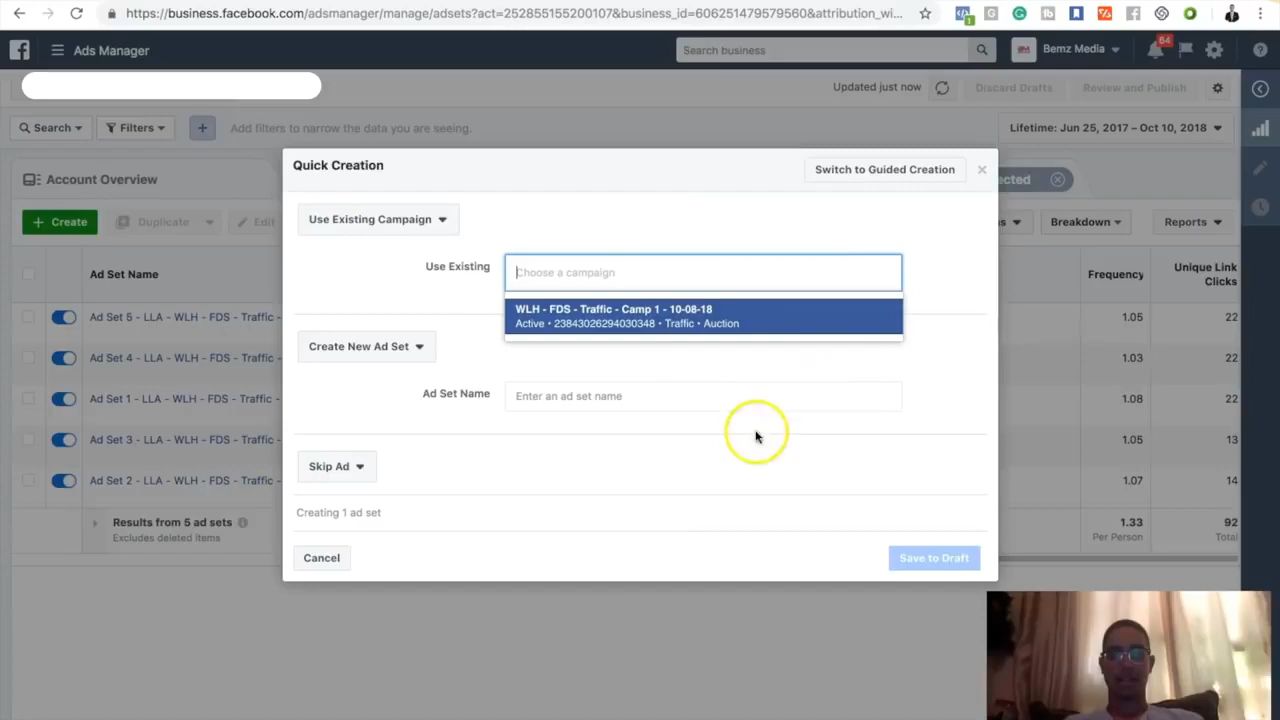 https://business.facebook.com/adsmanager/manage/adsets?act=252855155200107&business_id=606251479579560&attribution_wi...
Ads Manager
Search business
Bemz Media
64
Updated just now
Discard Drafts
Review and Publish
Search
Filters
+
Add filters to narrow the data you are seeing.
Lifetime: Jun 25, 2017 – Oct 10, 2018
Account Overview
Quick Creation
Switch to Guided Creation
×
+ Create
Duplicate
Edit
Use Existing Campaign
Breakdown
Reports
Use Existing
Choose a campaign
WLH - FDS - Traffic - Camp 1 - 10-08-18
Active • 23843026294030348 • Traffic • Auction
Ad Set Name
Frequency
Unique Link
Clicks
Ad Set 5 - LLA - WLH - FDS - Traffic -
1.05
22
Create New Ad Set
Ad Set 4 - LLA - WLH - FDS - Traffic -
1.03
22
Ad Set Name
Enter an ad set name
Ad Set 1 - LLA - WLH - FDS - Traffic -
1.08
22
Ad Set 3 - LLA - WLH - FDS - Traffic -
1.05
13
Skip Ad
Ad Set 2 - LLA - WLH - FDS - Traffic -
1.07
14
Creating 1 ad set
Results from 5 ad sets
Excludes deleted items
1.33
Per Person
92
Total
Cancel
Save to Draft